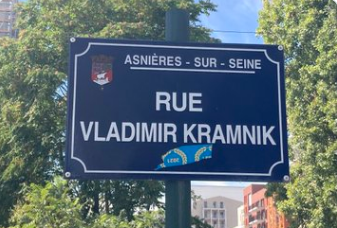 ASNIÈRES - SUR - SEINE
RUE
VLADIMIR KRAMNIK